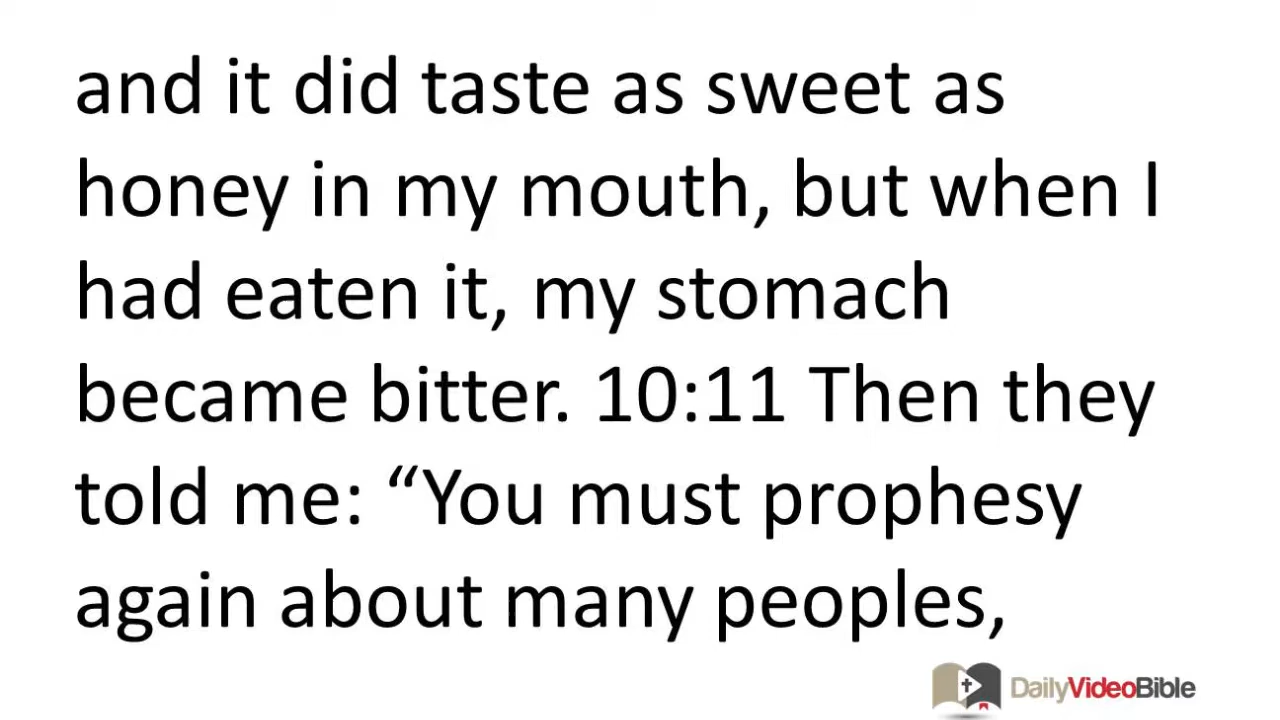 and it did taste as sweet as
honey in my mouth, but when I
had eaten it, my stomach
became bitter. 10:11 Then they
told me: “You must prophesy
again about many peoples,
DailyVideoBible